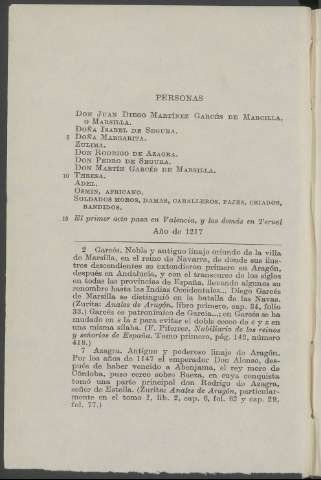 PERSONAS
Don Juan Diego Martínez Garcés de Marcilla,
o Marsilla.
Doña Isabel de Segura.
5 Doña Margarita.
Zulima.
Don Rodrigo de Azagra.
Don Pedro de Segura.
Don Martín Garcés de Marsilla.
10 Teresa.
Adel.
Osmín, africano.
Soldados moros, damas, caballeros, pajes, criados,
bandidos.
15 El primer acto pasa en Valencia, y los demás en Teruel
Año de 1217
2 Garcés. Noble y antiguo linaje oriundo de la villa
de Marsilla, en el reino de Navarra, de donde sus ilus-
tres descendientes se extendieron primero en Aragón,
después en Andalucía, y con el transcurso de los siglos
en todas las provincias de España, llevando algunos su
renombre hasta las Indias Occidentales... Diego Garcés
de Marsilla se distinguió en la batalla de las Navas.
(Zurita: Anales de Aragón, libro primero, cap. 34, folio
33.) Garcés es patronímico de García...; en Garcés se ha
mudado en s la z para evitar el doble ceceo de c y z en
una misma sílaba. (F. Piferrer, Nobiliario de los reinos
y señoríos de España. Tomo primero, pág. 142, número
418.)
7 Azagra. Antiguo y poderoso linaje de Aragón.
Por los años de 1147 el emperador Don Alonso, des-
pués de haber vencido a Abenjama, el rey moro de
Córdoba, puso cerco sobre Baeza, en cuya conquista
tomó una parte principal don Rodrigo de Azagra,
señor de Estella. (Zurita: Anales de Aragón, particular-
mente en el tomo I, lib. 2, cap. 6, fol. 63 y cap. 29,
fol. 77.)